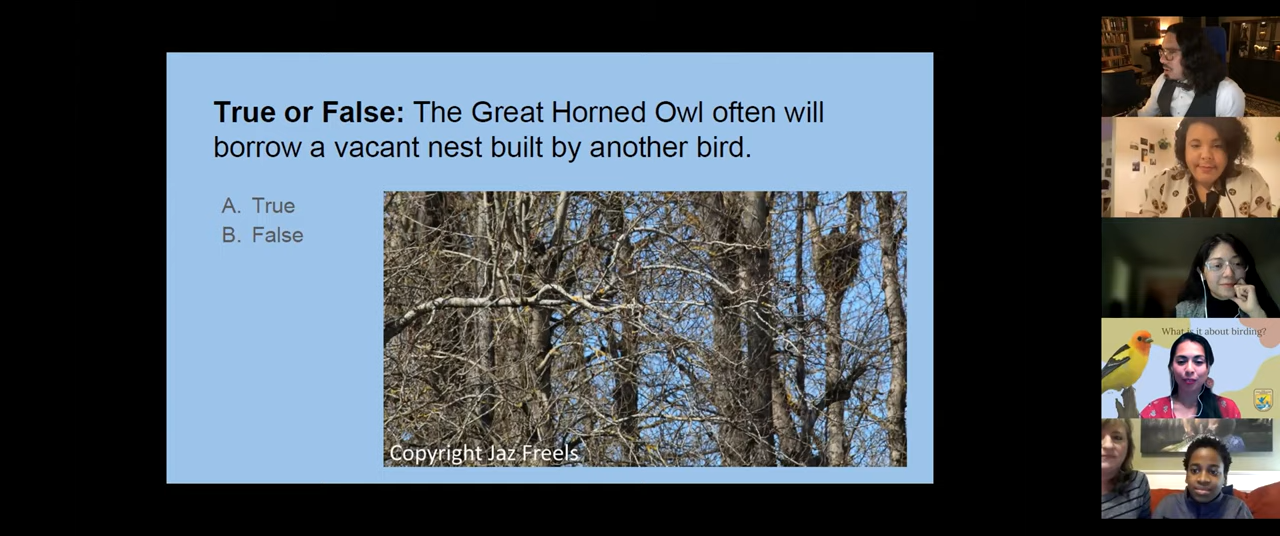 True or False: The Great Horned Owl often will
borrow a vacant nest built by another bird.
A. True
B. False
Copyright Jaz Freels
What is it about birding?